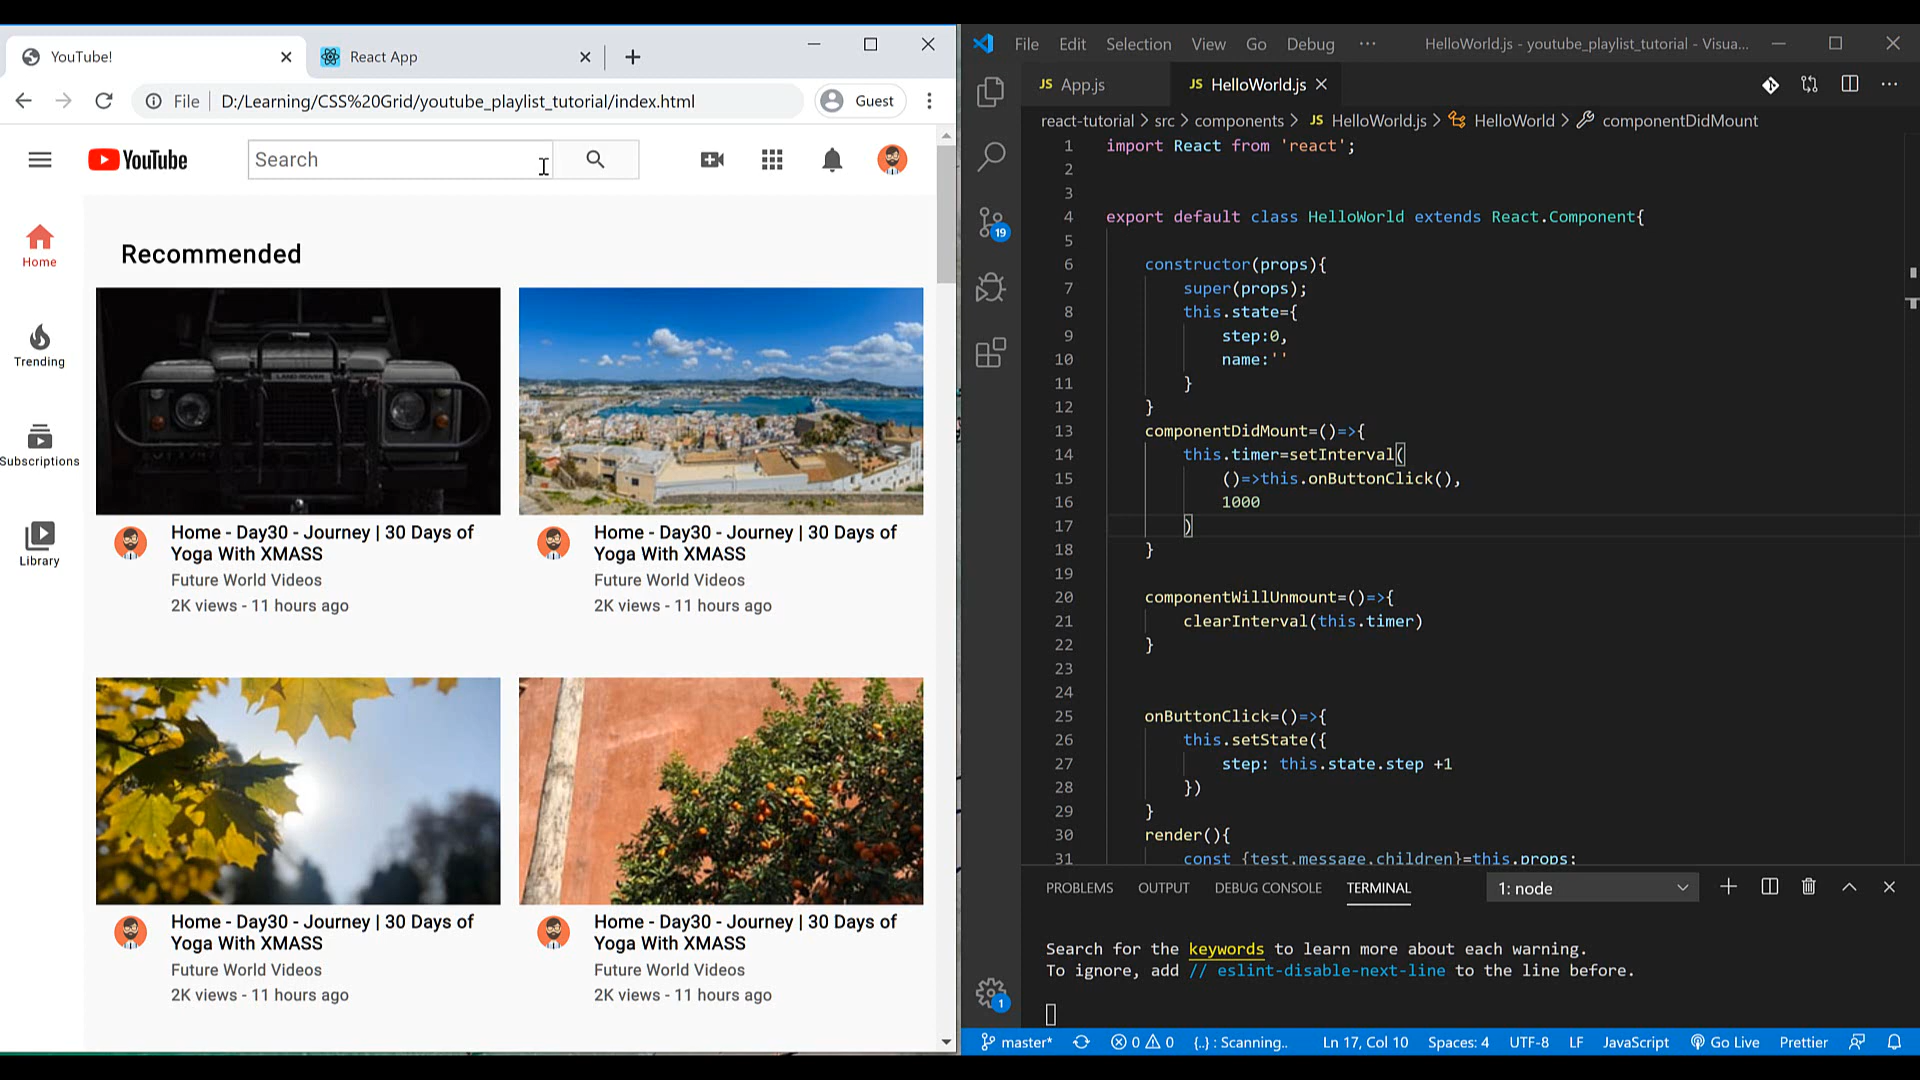 YouTube!
React App
File
D:/Learning/CSS%20Grid/youtube_playlist_tutorial/index.html
Guest
YouTube
Search
Home
Trending
Subscriptions
Library
Recommended
LAND-ROVER
Home - Day30 - Journey | 30 Days of
Yoga With XMASS
Future World Videos
2K views - 11 hours ago
Home - Day30 - Journey | 30 Days of
Yoga With XMASS
Future World Videos
2K views - 11 hours ago
Home - Day30 - Journey | 30 Days of
Yoga With XMASS
Future World Videos
2K views - 11 hours ago
Home - Day30 - Journey | 30 Days of
Yoga With XMASS
Future World Videos
2K views - 11 hours ago
File Edit Selection View Go Debug ··· HelloWorld.js - youtube_playlist_tutorial - Visua...
JS App.js
JS HelloWorld.js
react-tutorial > src > components > JS HelloWorld.js > HelloWorld > componentDidMount
19
1 import React from 'react';
2
3
4 export default class HelloWorld extends React.Component{
5
6 constructor(props){
7 super(props);
8 this.state={
9 step:0,
10 name:''
11 }
12 }
13 componentDidMount=()=>{
14 this.timer=setInterval(
15 ()=>this.onButtonClick(),
16 1000
17 )
18 }
19
20 componentWillUnmount=()=>{
21 clearInterval(this.timer)
22 }
23
24
25 onButtonClick=()=>{
26 this.setState({
27 step: this.state.step +1
28 })
29 }
30 render(){
31 const {test,message,children}=this.props;
PROBLEMS OUTPUT DEBUG CONSOLE TERMINAL 1: node
Search for the keywords to learn more about each warning.
To ignore, add // eslint-disable-next-line to the line before.
1
master* 0 0 {..} : Scanning.. Ln 17, Col 10 Spaces: 4 UTF-8 LF JavaScript Go Live Prettier